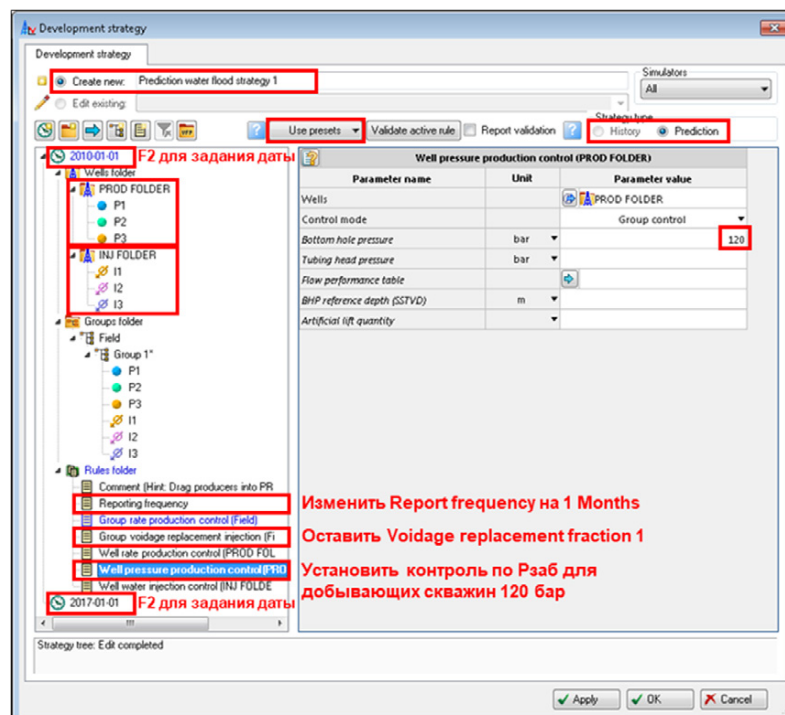 Development strategy
Development strategy
Create new: Prediction water flood strategy 1
Simulators
All
Edit existing:
Use presets
Validate active rule
Report validation
Strategy type
History
Prediction
2010-01-01
F2 для задания даты
Wells folder
PROD FOLDER
P1
P2
P3
INJ FOLDER
I1
I2
I3
Groups folder
Field
Group 1*
P1
P2
P3
I1
I2
I3
Rules folder
Comment (Hint: Drag producers into PR
Reporting frequency
Group rate production control (Field)
Group voidage replacement injection (Fi
Well rate production control (PROD FOL
Well pressure production control (PRO
Well water injection control (INJ FOLDE
2017-01-01
F2 для задания даты
Well pressure production control (PROD FOLDER)
Parameter name Unit Parameter value
Wells PROD FOLDER
Control mode Group control
Bottom hole pressure bar 120
Tubing head pressure bar
Flow performance table
BHP reference depth (SSTVD) m
Artificial lift quantity
Изменить Report frequency на 1 Months
Оставить Voidage replacement fraction 1
Установить контроль по Рзаб для
добывающих скважин 120 бар
Strategy tree: Edit completed
Apply
OK
Cancel